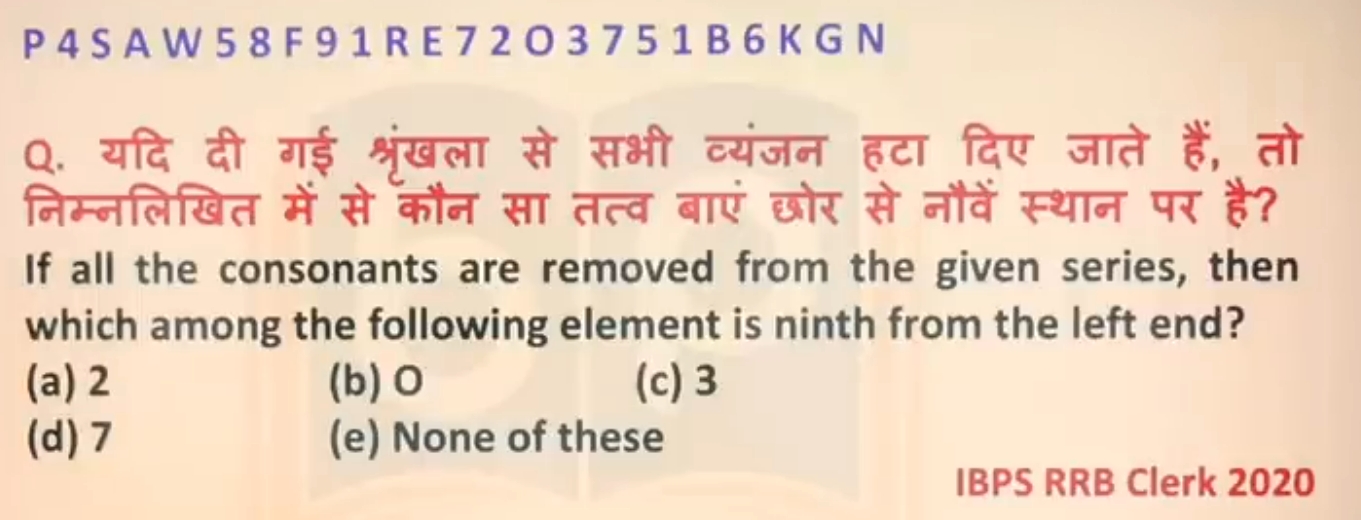 P 4 S A W 5 8 F 9 1 R E 7 2 O 3 7 5 1 B 6 K G N
Q. यदि दी गई श्रृंखला से सभी व्यंजन हटा दिए जाते हैं, तो
निम्नलिखित में से कौन सा तत्व बाएं छोर से नौवें स्थान पर है?
If all the consonants are removed from the given series, then
which among the following element is ninth from the left end?
(a) 2 (b) O (c) 3
(d) 7 (e) None of these
IBPS RRB Clerk 2020